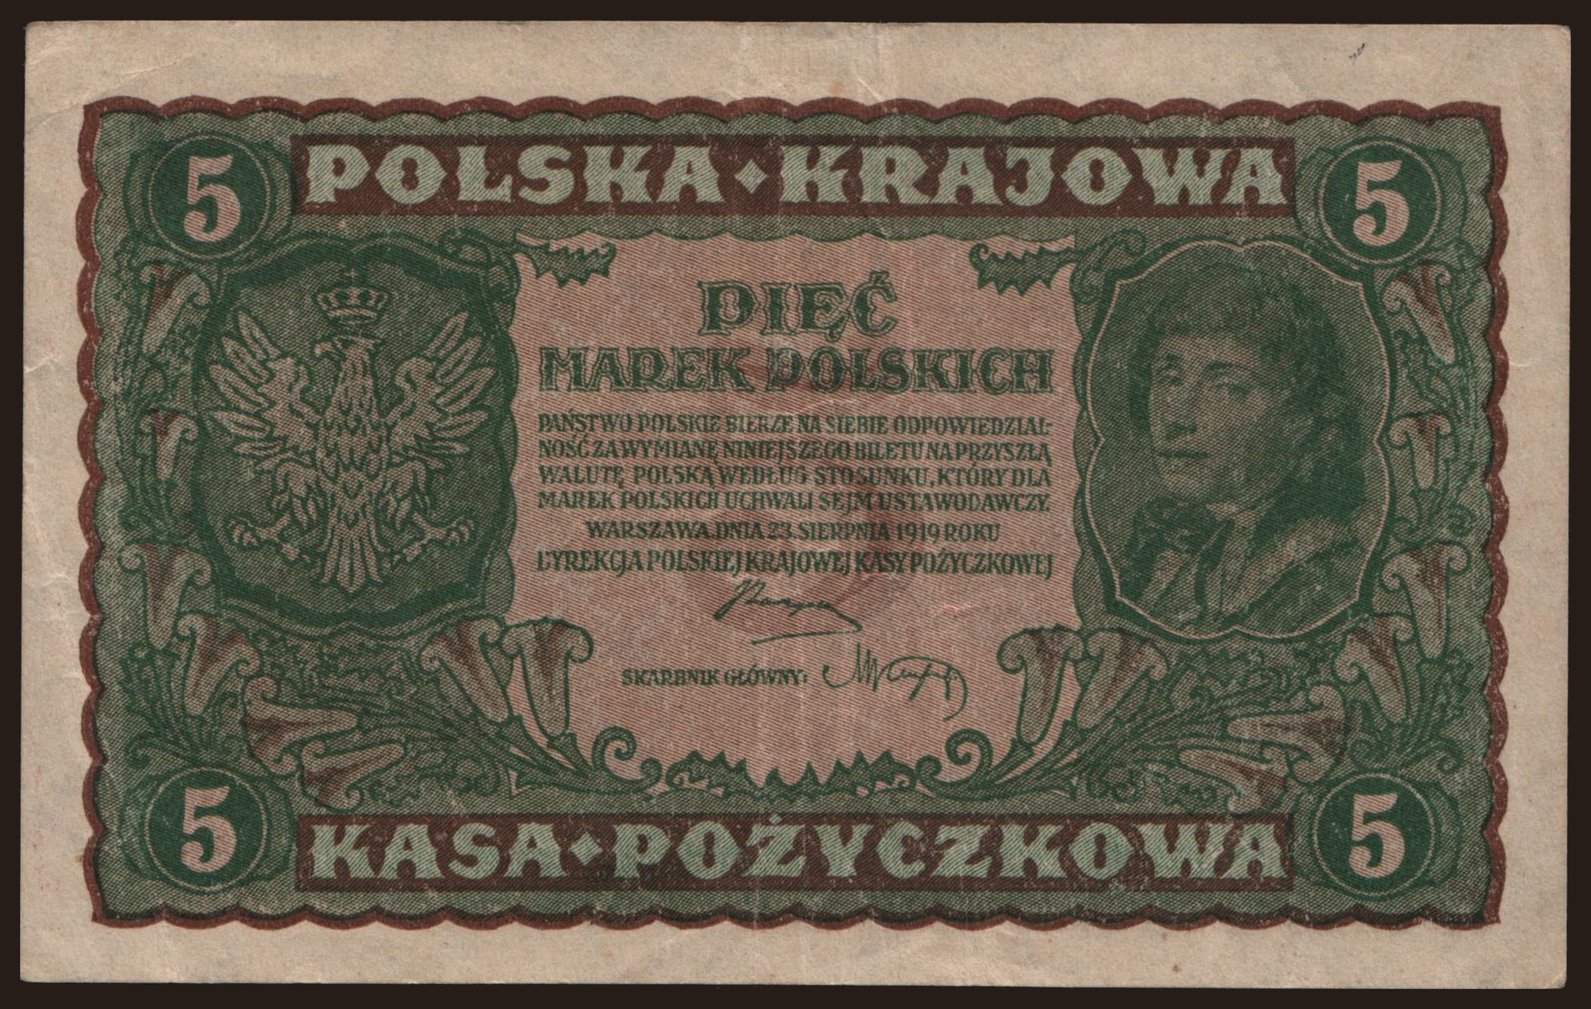 5 POLSKA KRAJOWA 5
PIĘĆ
MAREK POLSKICH
PAŃSTWO POLSKIE BIERZE NA SIEBIE ODPOWIEDZIAL-
NOŚĆ ZA WYMIANĘ NINIEJSZEGO BILETU NA PRZYSZŁĄ
WALUTĘ POLSKĄ WEDŁUG STOSUNKU, KTÓRY DLA
MAREK POLSKICH UCHWALI SEJM USTAWODAWCZY.
WARSZAWA, DNIA 23. SIERPNIA 1919 ROKU
DYREKCJA POLSKIEJ KRAJOWEJ KASY POŻYCZKOWEJ
SKARBNIK GŁÓWNY:
5 KASA POŻYCZKOWA 5